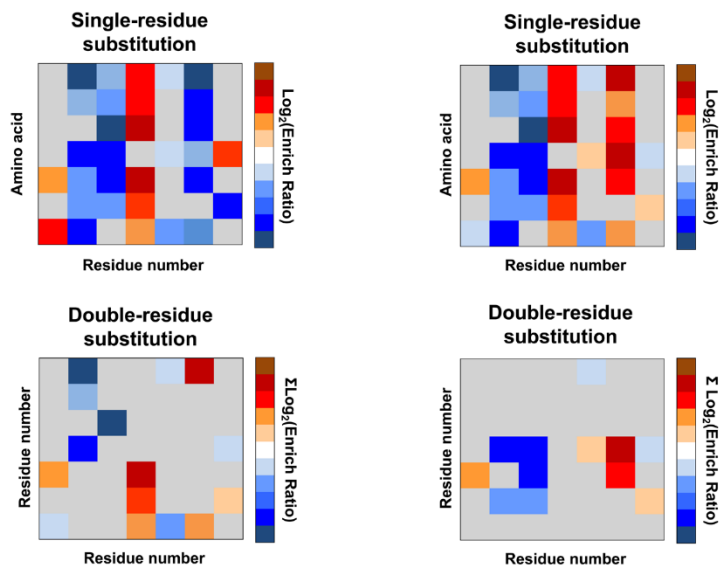 Single-residue
substitution
Amino acid
Log₂(Enrich Ratio)
Residue number
Single-residue
substitution
Amino acid
Log₂(Enrich Ratio)
Residue number
Double-residue
substitution
Residue number
ΣLog₂(Enrich Ratio)
Residue number
Double-residue
substitution
Residue number
Σ Log₂(Enrich Ratio)
Residue number